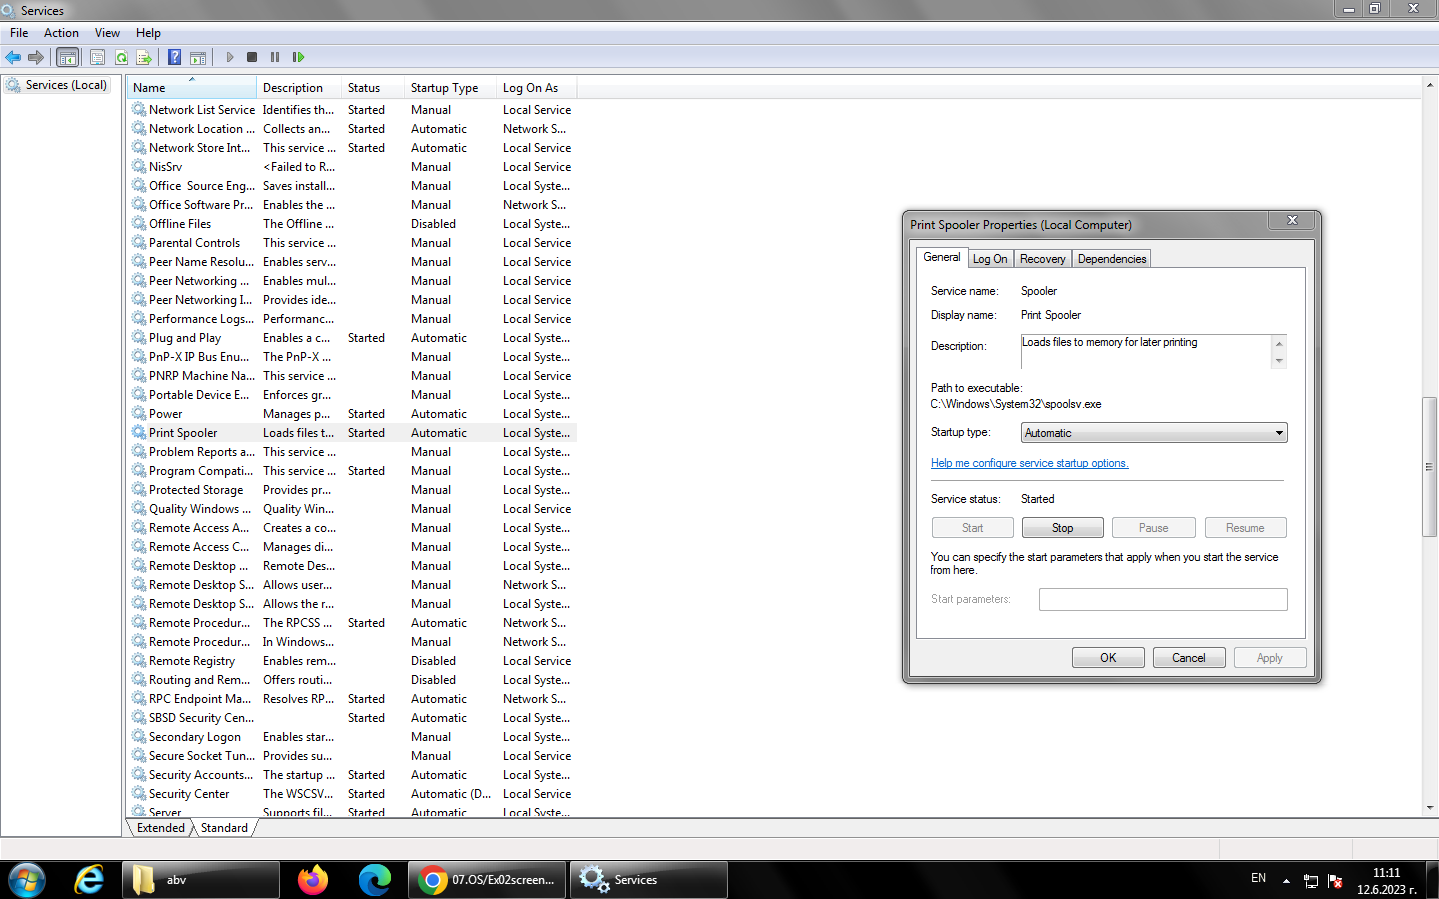 Services
File Action View Help
Services (Local)
Name Description Status Startup Type Log On As
Network List Service Identifies th... Started Manual Local Service
Network Location ... Collects an... Started Automatic Network S...
Network Store Int... This service ... Started Automatic Local Service
NisSrv <Failed to R... Manual Local Service
Office  Source Eng... Saves install... Manual Local Syste...
Office Software Pr... Enables the ... Manual Network S...
Offline Files The Offline ... Disabled Local Syste...
Parental Controls This service ... Manual Local Service
Peer Name Resolu... Enables serv... Manual Local Service
Peer Networking ... Enables mul... Manual Local Service
Peer Networking I... Provides ide... Manual Local Service
Performance Logs... Performanc... Manual Local Service
Plug and Play Enables a c... Started Automatic Local Syste...
PnP-X IP Bus Enu... The PnP-X ... Manual Local Syste...
PNRP Machine Na... This service ... Manual Local Service
Portable Device E... Enforces gr... Manual Local Syste...
Power Manages p... Started Automatic Local Syste...
Print Spooler Loads files t... Started Automatic Local Syste...
Problem Reports a... This service ... Manual Local Syste...
Program Compati... This service ... Started Manual Local Syste...
Protected Storage Provides pr... Manual Local Syste...
Quality Windows ... Quality Win... Manual Local Service
Remote Access A... Creates a co... Manual Local Syste...
Remote Access C... Manages di... Manual Local Syste...
Remote Desktop ... Remote Des... Manual Local Syste...
Remote Desktop S... Allows user... Manual Network S...
Remote Desktop S... Allows the r... Manual Local Syste...
Remote Procedur... The RPCSS ... Started Automatic Network S...
Remote Procedur... In Windows... Manual Network S...
Remote Registry Enables rem... Disabled Local Service
Routing and Rem... Offers routi... Disabled Local Syste...
RPC Endpoint Ma... Resolves RP... Started Automatic Network S...
SBSD Security Cen... Started Automatic Local Syste...
Secondary Logon Enables star... Manual Local Syste...
Secure Socket Tun... Provides su... Manual Local Service
Security Accounts... The startup ... Started Automatic Local Syste...
Security Center The WSCSV... Started Automatic (D... Local Service
Server Supports fil... Started Automatic Local Syste...
Extended Standard
Print Spooler Properties (Local Computer)
General Log On Recovery Dependencies
Service name: Spooler
Display name: Print Spooler
Description: Loads files to memory for later printing
Path to executable:
C:\Windows\System32\spoolsv.exe
Startup type: Automatic
Help me configure service startup options.
Service status: Started
Start Stop Pause Resume
You can specify the start parameters that apply when you start the service
from here.
Start parameters:
OK Cancel Apply
abv 07.OS/Ex02screen... Services EN 11:11
12.6.2023 г.